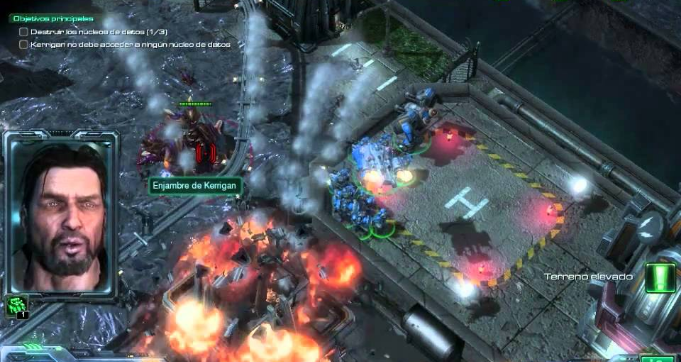 Objetivos principales
Destruir los núcleos de datos (1/3)
Kerrigan no debe acceder a ningún núcleo de datos
Enjambre de Kerrigan
H
Terreno elevado
1